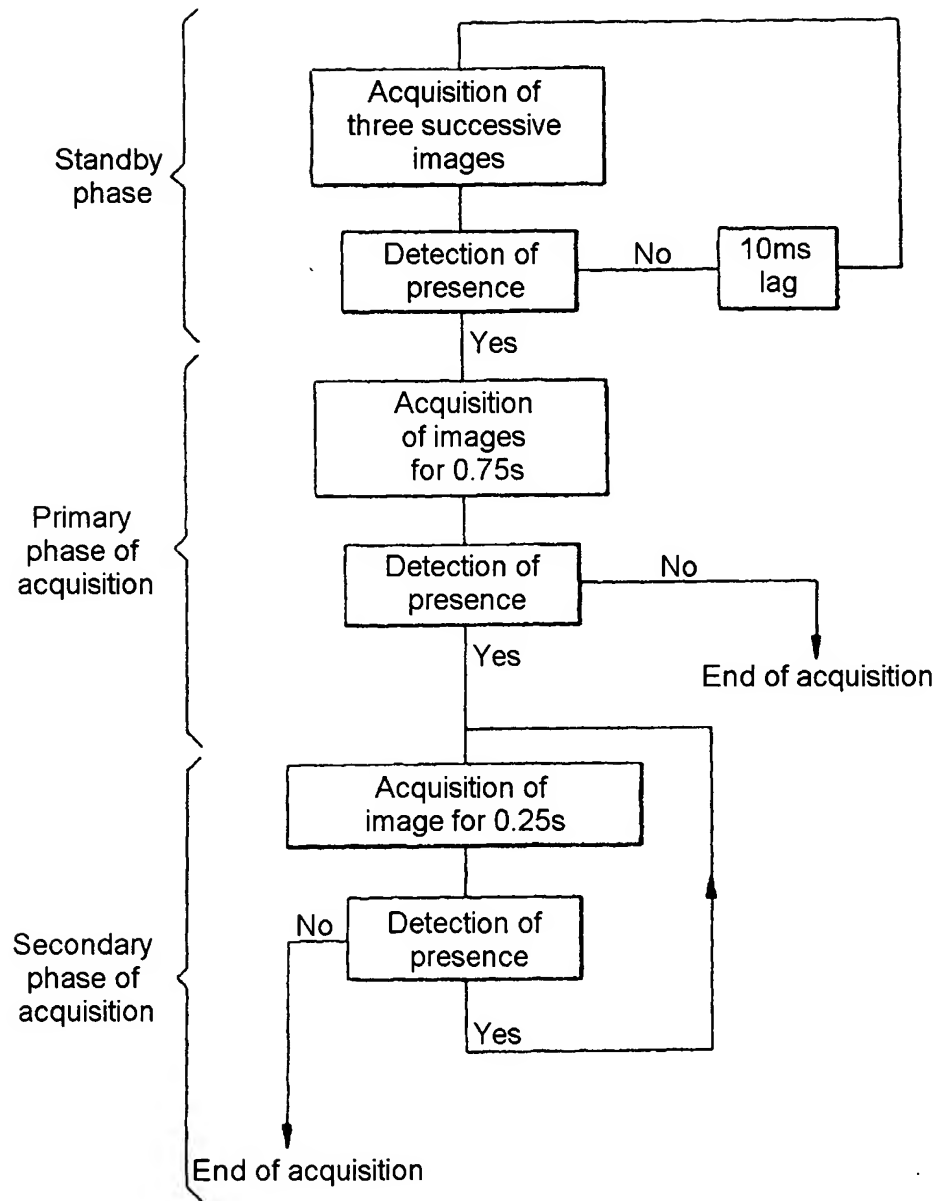 Standby
phase
Acquisition of
three successive
images
Detection of
presence
No
10ms
lag
Yes
Primary
phase of
acquisition
Acquisition
of images
for 0.75s
Detection of
presence
No
End of acquisition
Yes
Secondary
phase of
acquisition
Acquisition of
image for 0.25s
Detection of
presence
No
Yes
End of acquisition